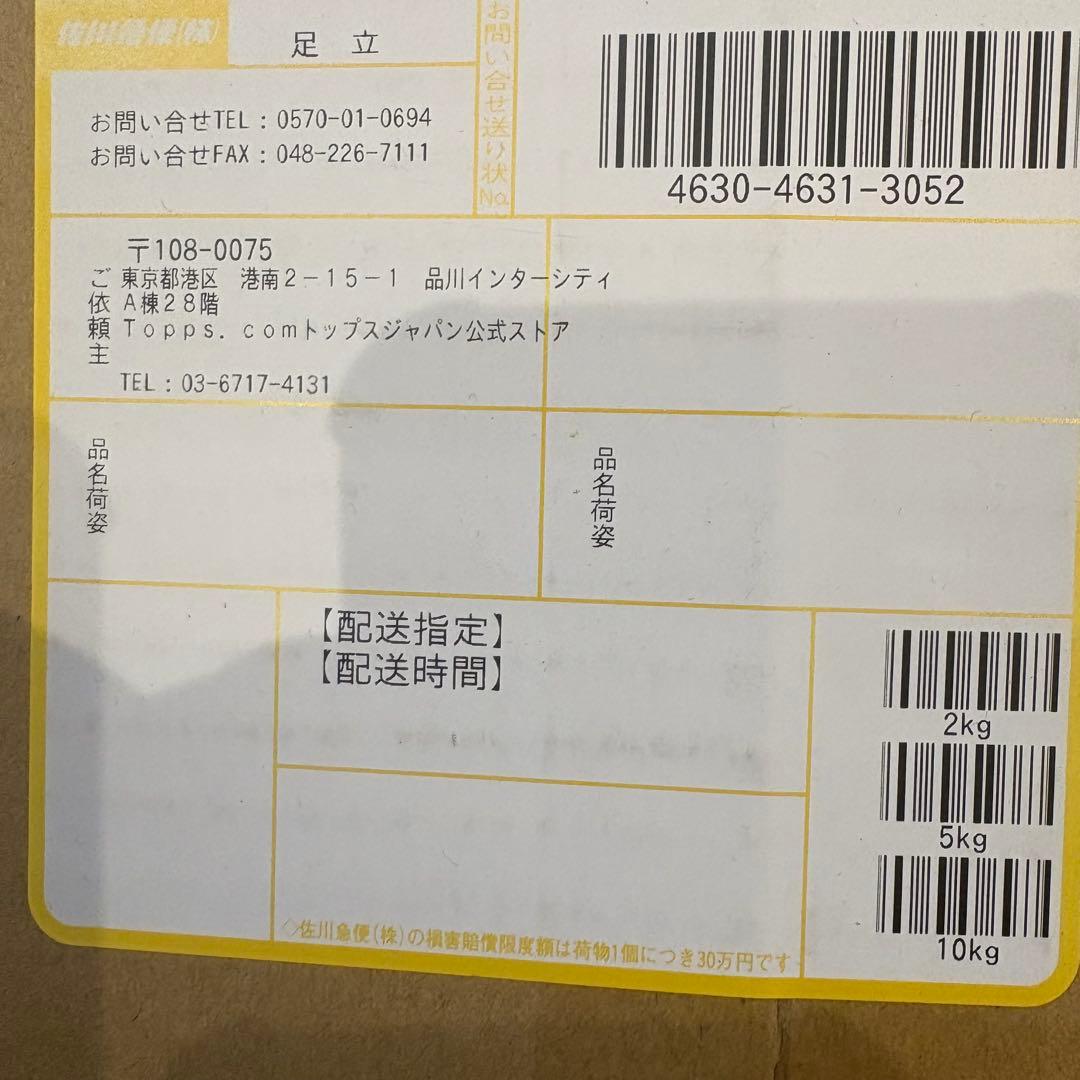 佐川急便(株)
足 立
お問い合せTEL：0570-01-0694
お問い合せFAX：048-226-7111
お問い合せ送り状No.
4630-4631-3052
〒108-0075
ご依頼主
東京都港区　港南２－１５－１　品川インターシティ
Ａ棟２８階
Ｔｏｐｐｓ．ｃｏｍトップスジャパン公式ストア
TEL：03-6717-4131
品名荷姿
品名荷姿
【配送指定】
【配送時間】
2kg
5kg
10kg
◇佐川急便(株)の損害賠償限度額は荷物1個につき30万円です